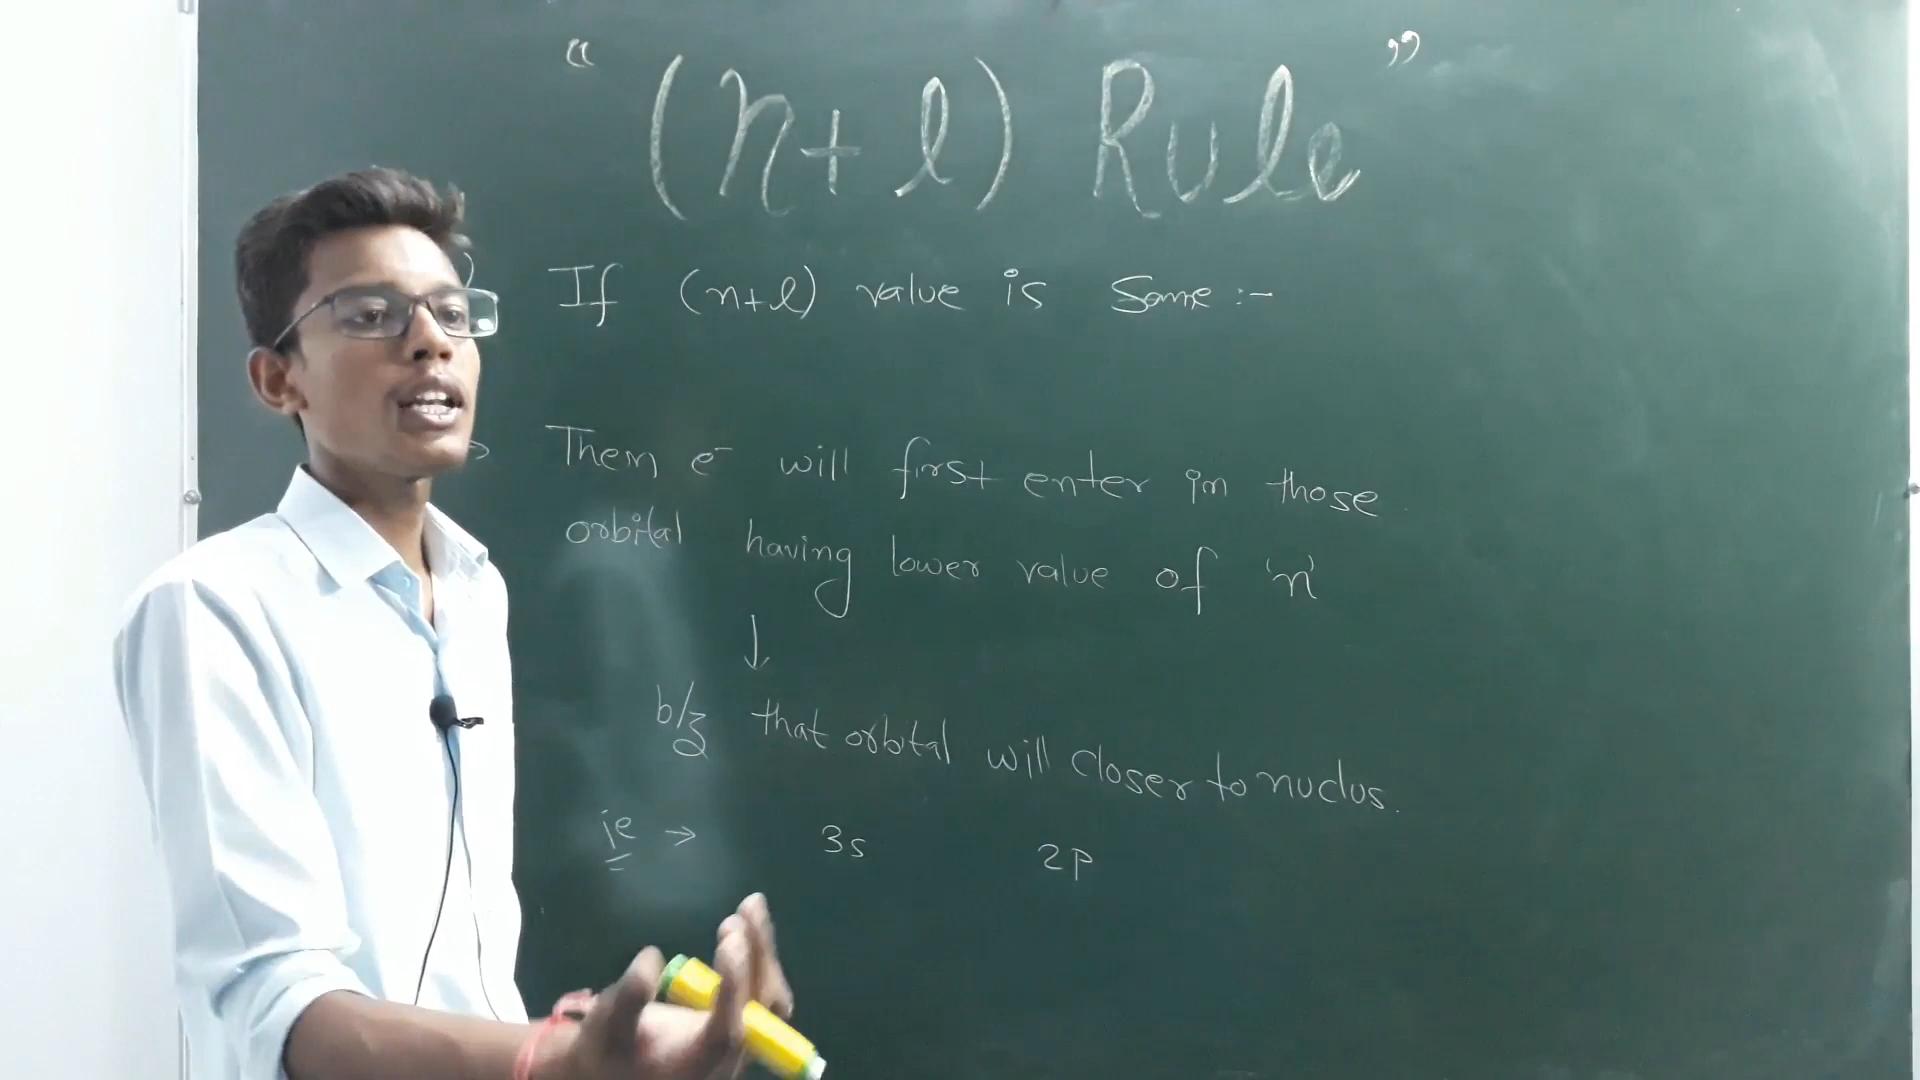 “ (n+l) Rule ”
) If (n+l) value is same :-
Then e⁻ will first enter in those
orbital having lower value of ‘n’
↓
b/z that orbital will closer to nuclus.
ie → 3s 2p